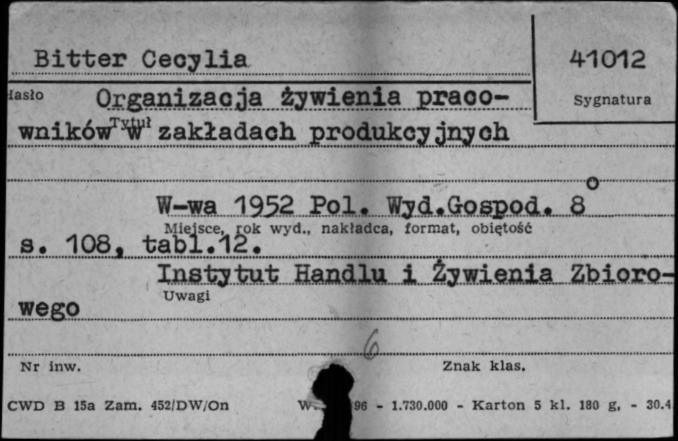 Bitter Cecylia
41012
Hasło
Sygnatura
Organizacja żywienia praco-
Tytuł
wników w zakładach produkcyjnych
W-wa 1952 Pol. Wyd.Gospod. 8°
Miejsce, rok wyd., nakładca, format, objętość
s. 108, tabl.12.
Instytut Handlu i Żywienia Zbioro-
Uwagi
wego
6
Nr inw.
Znak klas.
CWD B 15a Zam. 452/DW/On
96 - 1.730.000 - Karton 5 kl. 180 g, - 30.4